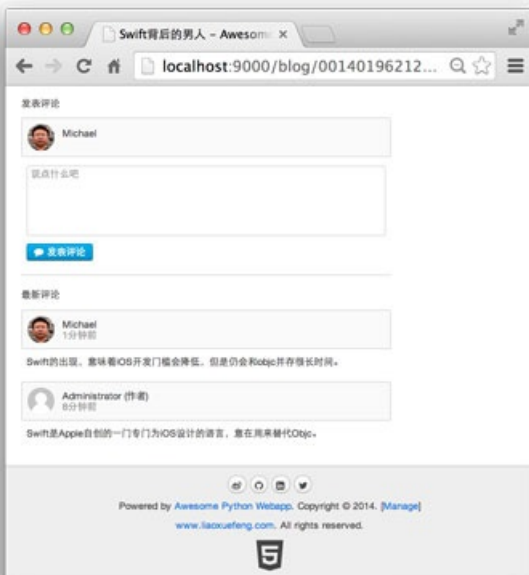 Swift背后的男人 – Awesom
localhost:9000/blog/00140196212...
发表评论
Michael
说点什么吧
发表评论
最新评论
Michael
1分钟前
Swift的出现，意味着iOS开发门槛会降低，但是仍会和objc并存很长时间。
Administrator (作者)
8分钟前
Swift是Apple自创的一门专门为iOS设计的语言，意在用来替代Objc。
Powered by Awesome Python Webapp. Copyright © 2014. [Manage]
www.liaoxuefeng.com. All rights reserved.